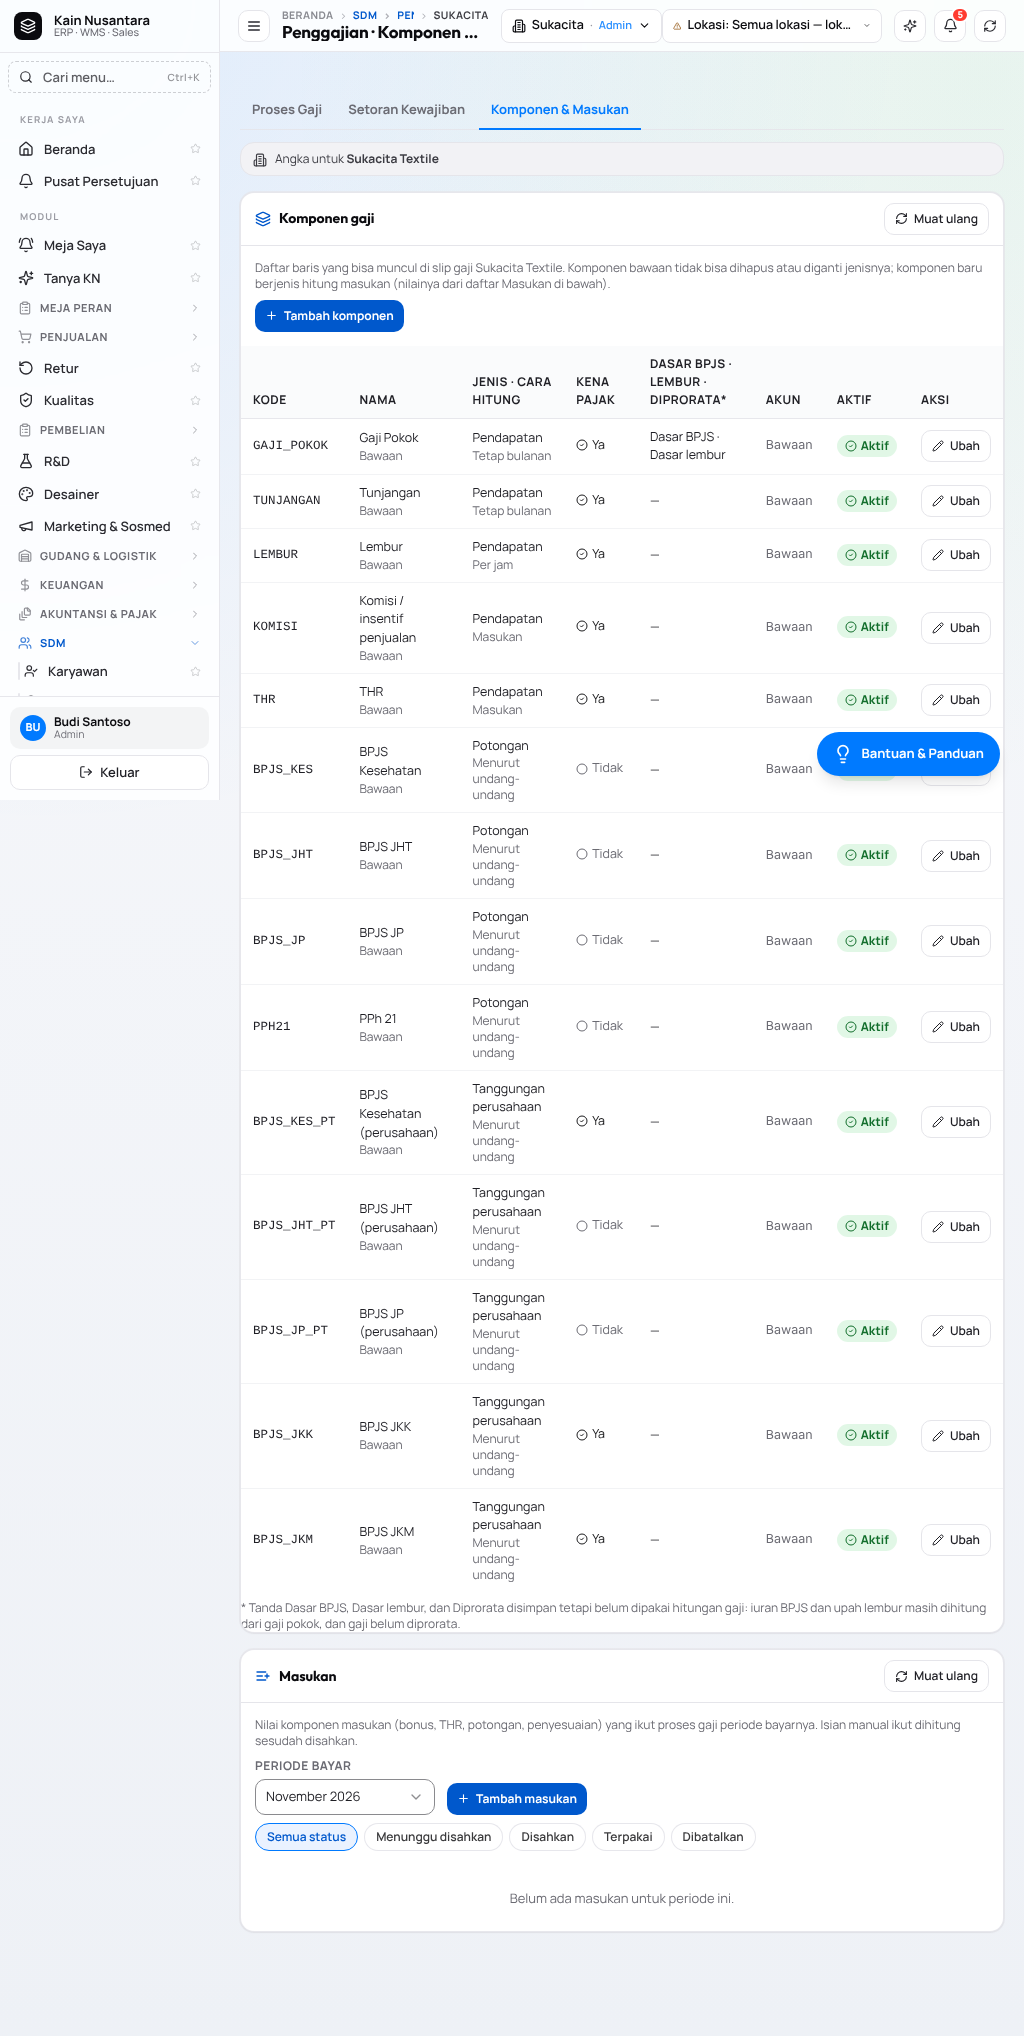 Kain Nusantara
ERP · WMS · Sales
Cari menu...
Ctrl+K
KERJA SAYA
Beranda
Pusat Persetujuan
MODUL
Meja Saya
Tanya KN
MEJA PERAN
PENJUALAN
Retur
Kualitas
PEMBELIAN
R&D
Desainer
Marketing & Sosmed
GUDANG & LOGISTIK
KEUANGAN
AKUNTANSI & PAJAK
SDM
Karyawan
BU
Budi Santoso
Admin
Keluar
BERANDA > SDM > PEN > SUKACITA
Penggajian · Komponen ...
Sukacita · Admin
Lokasi: Semua lokasi — lok...
5
Proses Gaji
Setoran Kewajiban
Komponen & Masukan
Angka untuk Sukacita Textile
Komponen gaji
Muat ulang
Daftar baris yang bisa muncul di slip gaji Sukacita Textile. Komponen bawaan tidak bisa dihapus atau diganti jenisnya; komponen baru
berjenis hitung masukan (nilainya dari daftar Masukan di bawah).
+ Tambah komponen
KODE
NAMA
JENIS · CARA
HITUNG
KENA
PAJAK
DASAR BPJS ·
LEMBUR ·
DIPRORATA*
AKUN
AKTIF
AKSI
GAJI_POKOK
Gaji Pokok
Bawaan
Pendapatan
Tetap bulanan
Ya
Dasar BPJS ·
Dasar lembur
Bawaan
Aktif
Ubah
TUNJANGAN
Tunjangan
Bawaan
Pendapatan
Tetap bulanan
Ya
—
Bawaan
Aktif
Ubah
LEMBUR
Lembur
Bawaan
Pendapatan
Per jam
Ya
—
Bawaan
Aktif
Ubah
KOMISI
Komisi /
insentif
penjualan
Bawaan
Pendapatan
Masukan
Ya
—
Bawaan
Aktif
Ubah
THR
THR
Bawaan
Pendapatan
Masukan
Ya
—
Bawaan
Aktif
Ubah
BPJS_KES
BPJS
Kesehatan
Bawaan
Potongan
Menurut
undang-
undang
Tidak
—
Bawaan
Bantuan & Panduan
BPJS_JHT
BPJS JHT
Bawaan
Potongan
Menurut
undang-
undang
Tidak
—
Bawaan
Aktif
Ubah
BPJS_JP
BPJS JP
Bawaan
Potongan
Menurut
undang-
undang
Tidak
—
Bawaan
Aktif
Ubah
PPH21
PPh 21
Bawaan
Potongan
Menurut
undang-
undang
Tidak
—
Bawaan
Aktif
Ubah
BPJS_KES_PT
BPJS
Kesehatan
(perusahaan)
Bawaan
Tanggungan
perusahaan
Menurut
undang-
undang
Ya
—
Bawaan
Aktif
Ubah
BPJS_JHT_PT
BPJS JHT
(perusahaan)
Bawaan
Tanggungan
perusahaan
Menurut
undang-
undang
Tidak
—
Bawaan
Aktif
Ubah
BPJS_JP_PT
BPJS JP
(perusahaan)
Bawaan
Tanggungan
perusahaan
Menurut
undang-
undang
Tidak
—
Bawaan
Aktif
Ubah
BPJS_JKK
BPJS JKK
Bawaan
Tanggungan
perusahaan
Menurut
undang-
undang
Ya
—
Bawaan
Aktif
Ubah
BPJS_JKM
BPJS JKM
Bawaan
Tanggungan
perusahaan
Menurut
undang-
undang
Ya
—
Bawaan
Aktif
Ubah
* Tanda Dasar BPJS, Dasar lembur, dan Diprorata disimpan tetapi belum dipakai hitungan gaji: iuran BPJS dan upah lembur masih dihitung
dari gaji pokok, dan gaji belum diprorata.
Masukan
Muat ulang
Nilai komponen masukan (bonus, THR, potongan, penyesuaian) yang ikut proses gaji periode bayarnya. Isian manual ikut dihitung
sesudah disahkan.
PERIODE BAYAR
November 2026
+ Tambah masukan
Semua status
Menunggu disahkan
Disahkan
Terpakai
Dibatalkan
Belum ada masukan untuk periode ini.